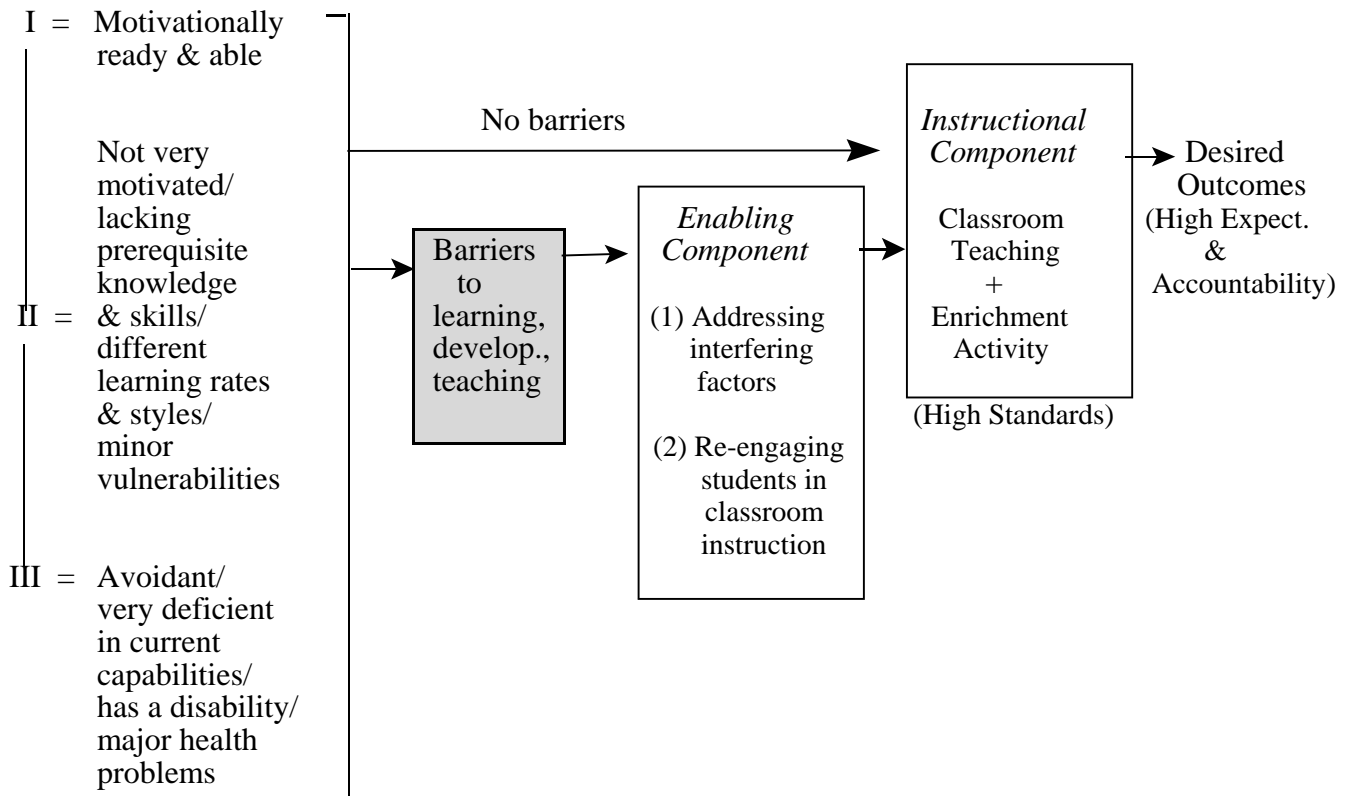 I = Motivationally
ready & able
Not very
motivated/
lacking
prerequisite
knowledge
II = & skills/
different
learning rates
& styles/
minor
vulnerabilities
III = Avoidant/
very deficient
in current
capabilities/
has a disability/
major health
problems
No barriers
Barriers
to
learning,
develop.,
teaching
Enabling
Component
(1) Addressing
interfering
factors
(2) Re-engaging
students in
classroom
instruction
Instructional
Component
Classroom
Teaching
+
Enrichment
Activity
(High Standards)
Desired
Outcomes
(High Expect.
&
Accountability)